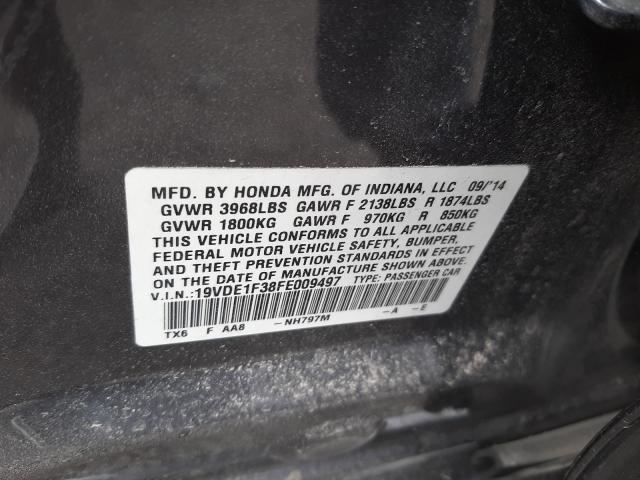 MFD. BY HONDA MFG. OF INDIANA, LLC 09/'14
GVWR 3968LBS GAWR F 2138LBS R 1874LBS
GVWR 1800KG GAWR F 970KG R 850KG
THIS VEHICLE CONFORMS TO ALL APPLICABLE
FEDERAL MOTOR VEHICLE SAFETY, BUMPER,
AND THEFT PREVENTION STANDARDS IN EFFECT
ON THE DATE OF MANUFACTURE SHOWN ABOVE.
V.I.N.:19VDE1F38FE009497 TYPE: PASSENGER CAR
TX6 F AA8 -NH797M -A -E